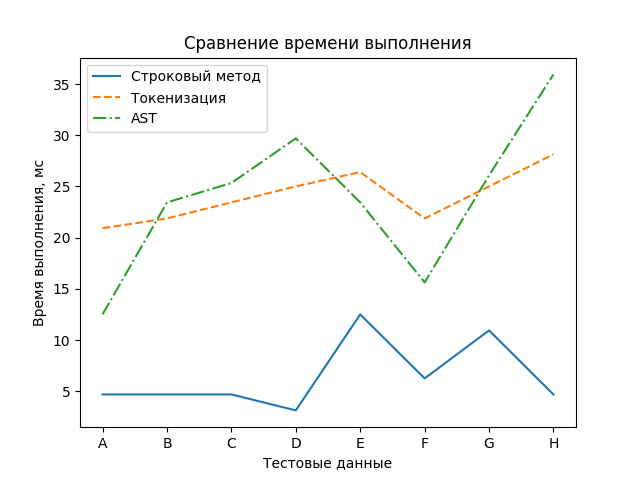 Сравнение времени выполнения
Строковый метод
Токенизация
AST
Время выполнения, мс
35
30
25
20
15
10
5
A B C D E F G H
Тестовые данные